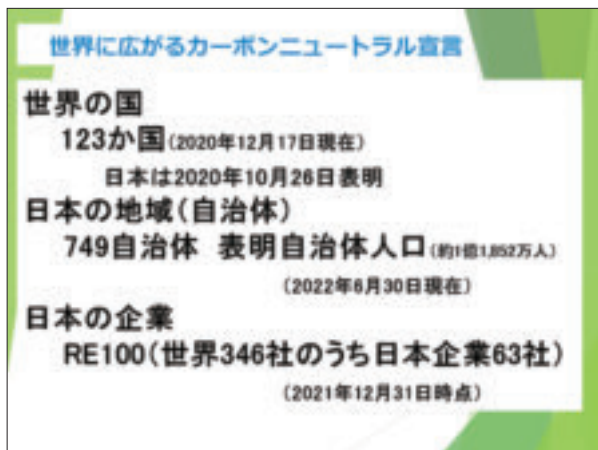 世界に広がるカーボンニュートラル宣言
世界の国
123か国(2020年12月17日現在)
日本は2020年10月26日表明
日本の地域(自治体)
749自治体 表明自治体人口(約1億1,852万人)
(2022年6月30日現在)
日本の企業
RE100(世界346社のうち日本企業63社)
(2021年12月31日時点)